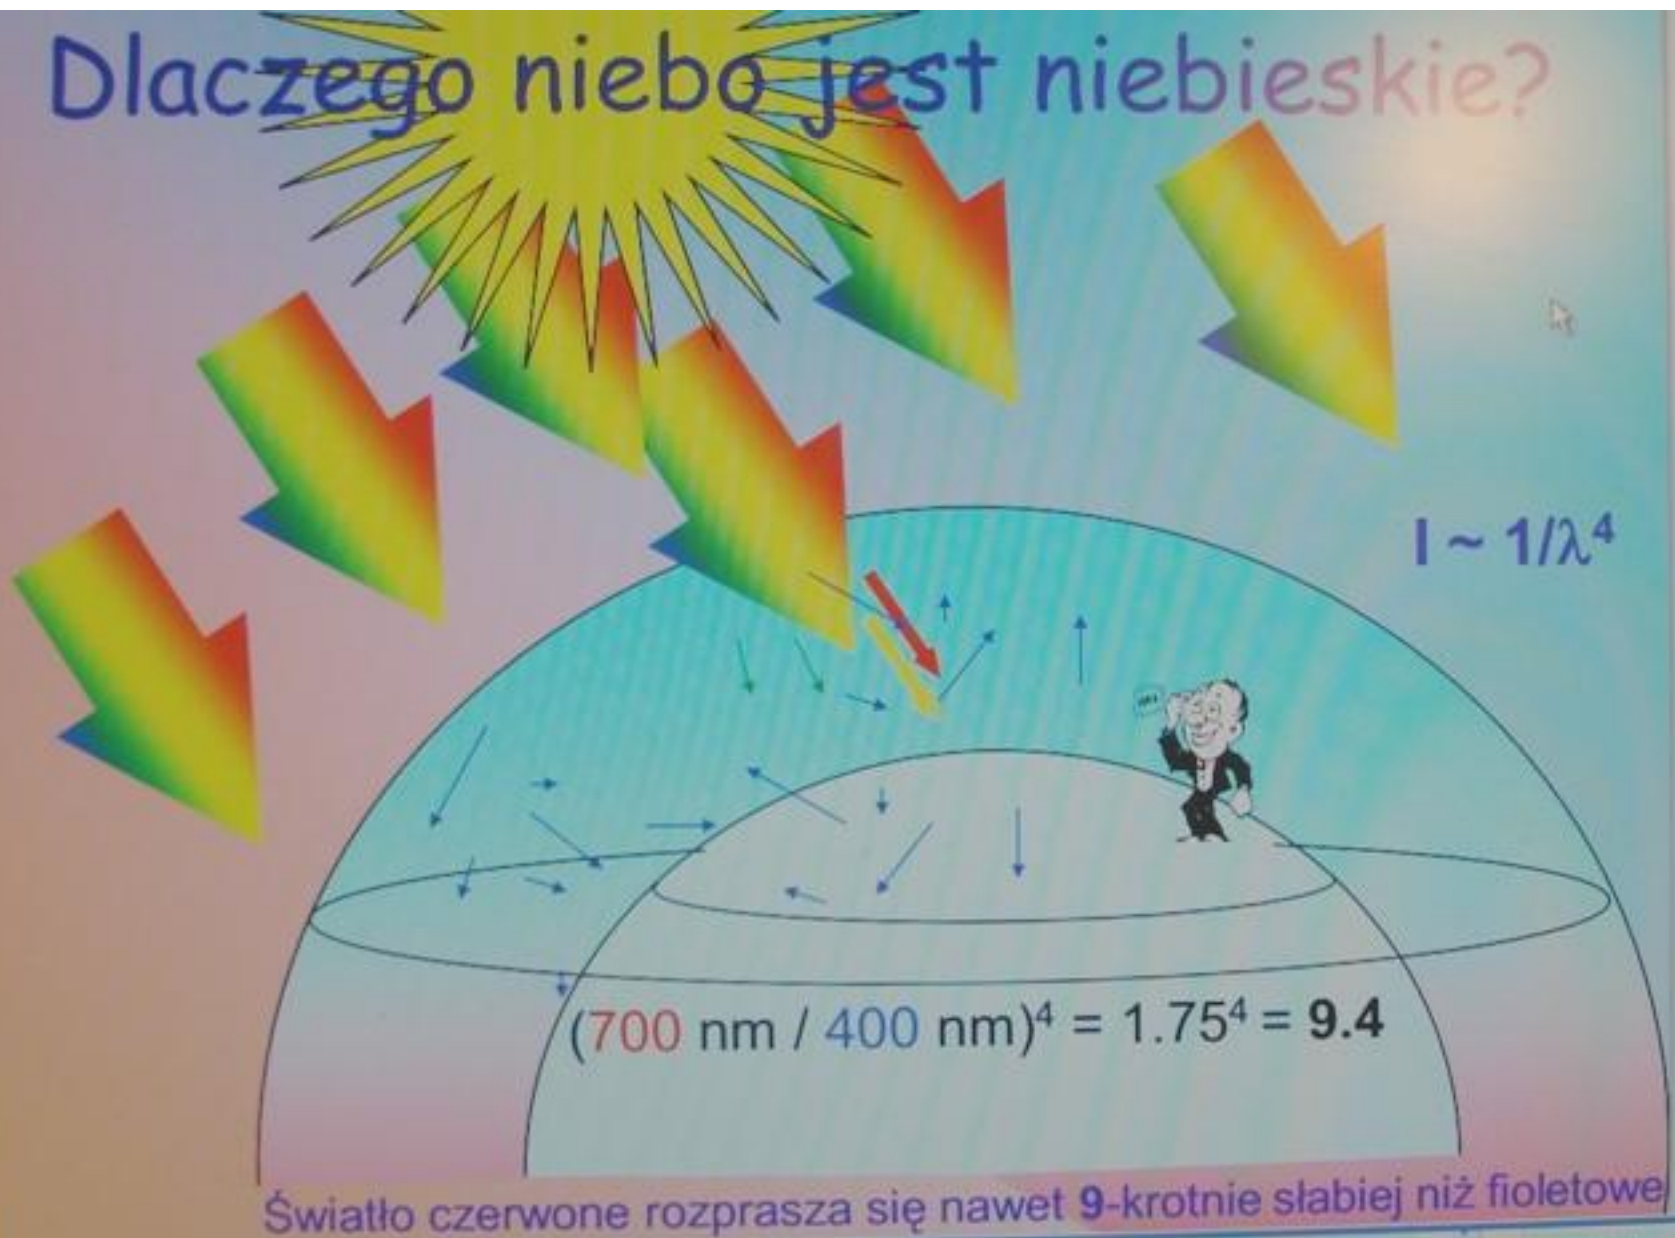 Dlaczego niebo jest niebieskie?
I ~ 1/λ⁴
(700 nm / 400 nm)⁴ = 1.75⁴ = 9.4
Światło czerwone rozprasza się nawet 9-krotnie słabiej niż fioletowe